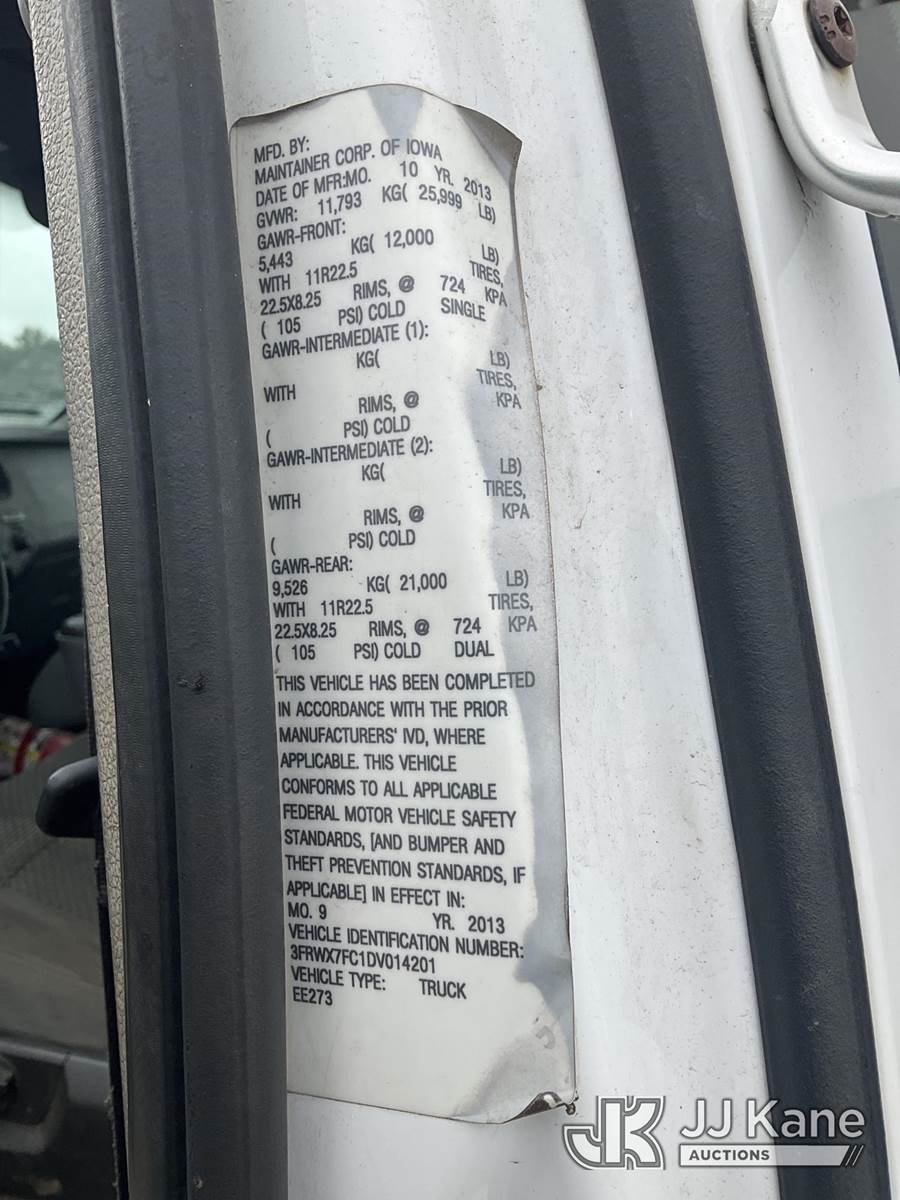 MFD. BY:
MAINTAINER CORP. OF IOWA
DATE OF MFR:MO. 10 YR. 2013
GVWR: 11,793 KG( 25,999 LB)
GAWR-FRONT:
5,443 KG( 12,000 LB)
WITH 11R22.5 TIRES,
22.5X8.25 RIMS, @ 724 KPA
( 105 PSI) COLD SINGLE
GAWR-INTERMEDIATE (1):
KG( LB)
WITH TIRES,
RIMS, @ KPA
( PSI) COLD
GAWR-INTERMEDIATE (2):
KG( LB)
WITH TIRES,
RIMS, @ KPA
( PSI) COLD
GAWR-REAR:
9,526 KG( 21,000 LB)
WITH 11R22.5 TIRES,
22.5X8.25 RIMS, @ 724 KPA
( 105 PSI) COLD DUAL
THIS VEHICLE HAS BEEN COMPLETED
IN ACCORDANCE WITH THE PRIOR
MANUFACTURERS' IVD, WHERE
APPLICABLE. THIS VEHICLE
CONFORMS TO ALL APPLICABLE
FEDERAL MOTOR VEHICLE SAFETY
STANDARDS, [AND BUMPER AND
THEFT PREVENTION STANDARDS, IF
APPLICABLE] IN EFFECT IN:
MO. 9 YR. 2013
VEHICLE IDENTIFICATION NUMBER:
3FRWX7FC1DV014201
VEHICLE TYPE: TRUCK
EE273
JK JJ Kane
AUCTIONS